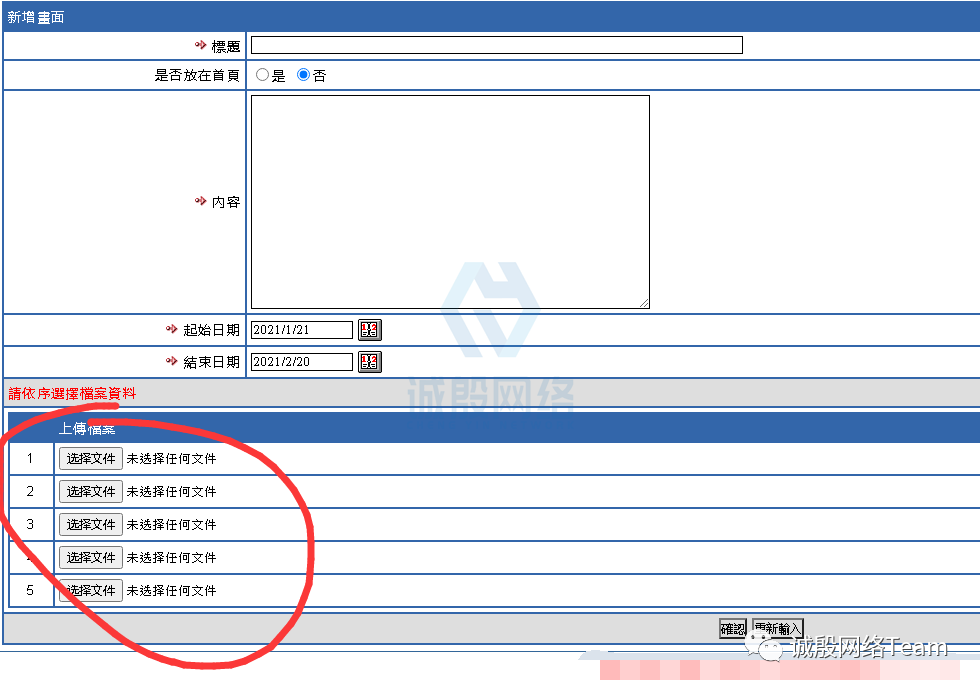 新增畫面
標題
是否放在首頁 是 否
內容
起始日期 2021/1/21
結束日期 2021/2/20
誠殷网络
請依序選擇檔案資料
上傳檔案
1 选择文件 未选择任何文件
2 选择文件 未选择任何文件
3 选择文件 未选择任何文件
4 选择文件 未选择任何文件
5 选择文件 未选择任何文件
確認 重新輸入
诚殷网络Team